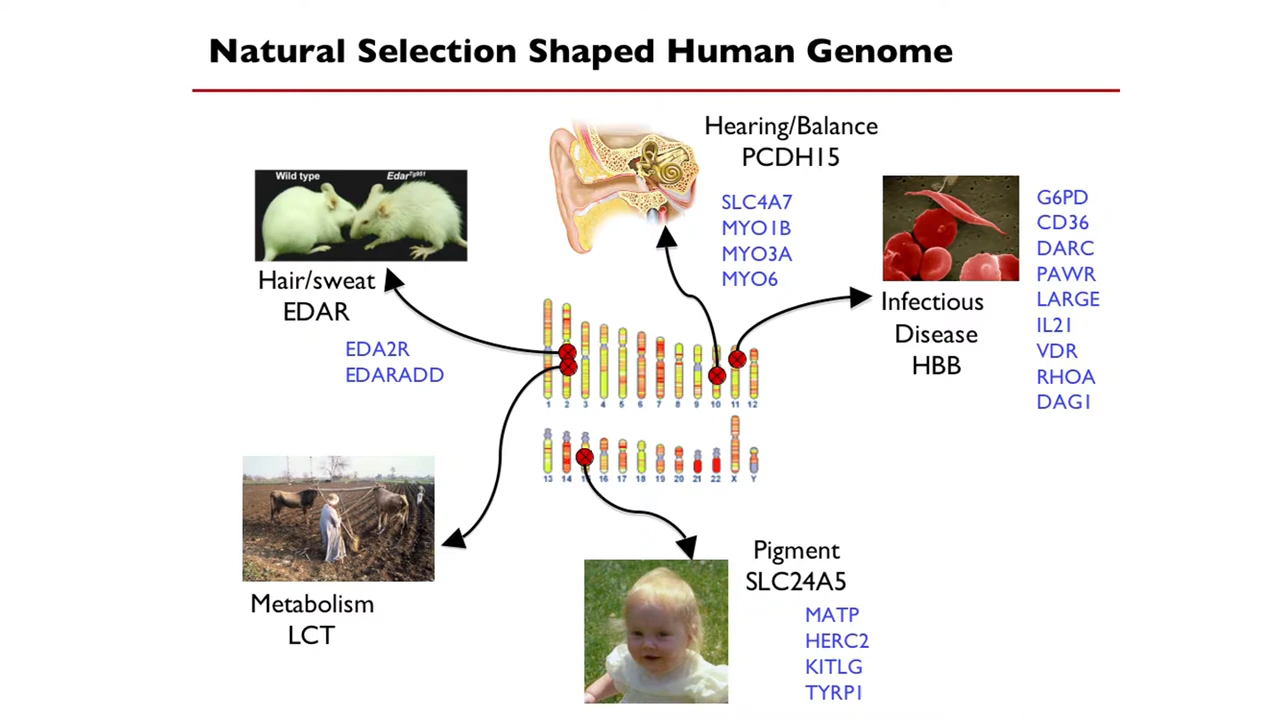 Natural Selection Shaped Human Genome
Hearing/Balance
PCDH15
SLC4A7
MYO1B
MYO3A
MYO6
Wild type
EdarTg951
Hair/sweat
EDAR
EDA2R
EDARADD
Infectious
Disease
HBB
G6PD
CD36
DARC
PAWR
LARGE
IL21
VDR
RHOA
DAG1
1 2 3 4 5 6 7 8 9 10 11 12
13 14 15 16 17 18 19 20 21 22 X Y
Metabolism
LCT
Pigment
SLC24A5
MATP
HERC2
KITLG
TYRP1